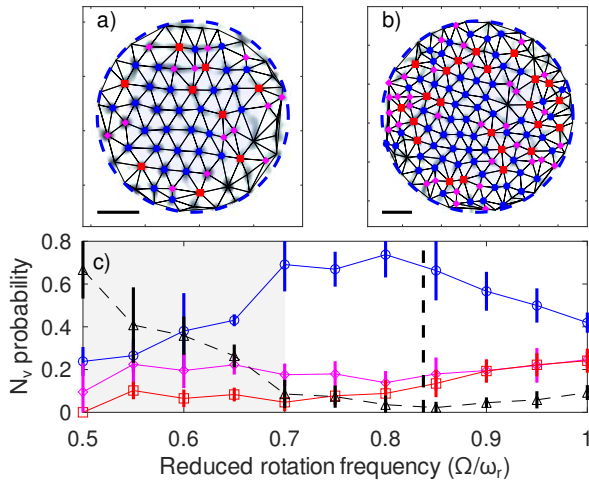 a) b)
c)
0.8
0.6
0.4
0.2
0
N_v probability
0.5 0.6 0.7 0.8 0.9 1
Reduced rotation frequency (Ω/ω_r)